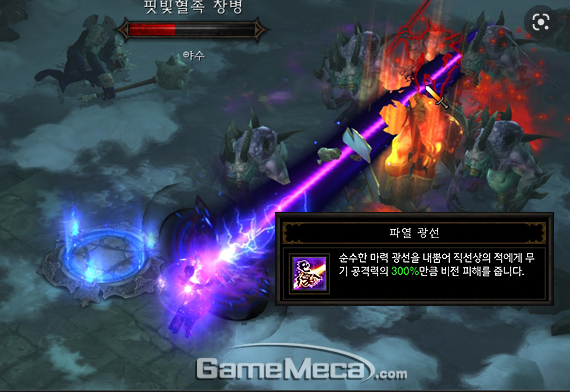 핏빛혈족 창병
야수
파열 광선
순수한 마력 광선을 내뿜어 직선상의 적에게 무
기 공격력의 300%만큼 비전 피해를 줍니다.
GameMeca.com